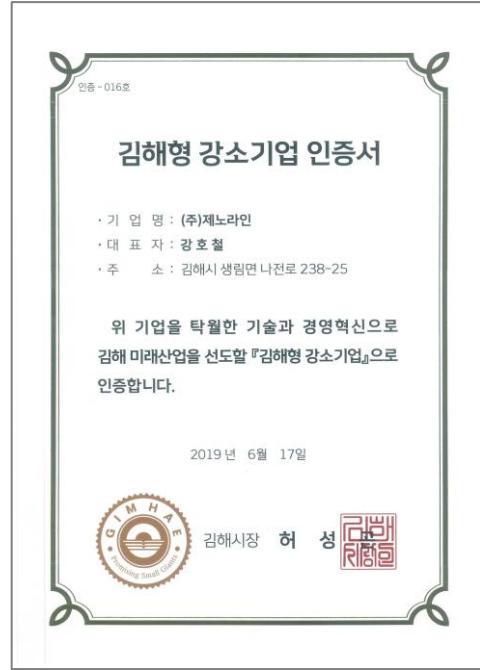 인증 - 016호
김해형 강소기업 인증서
· 기 업 명 : (주)제노라인
· 대 표 자 : 강 호 철
· 주 소 : 김해시 생림면 나전로 238-25
위 기업을 탁월한 기술과 경영혁신으로
김해 미래산업을 선도할 『김해형 강소기업』으로
인증합니다.
2019 년 6월 17일
GIMHAE
Promising Small Giants
김해시장 허 성